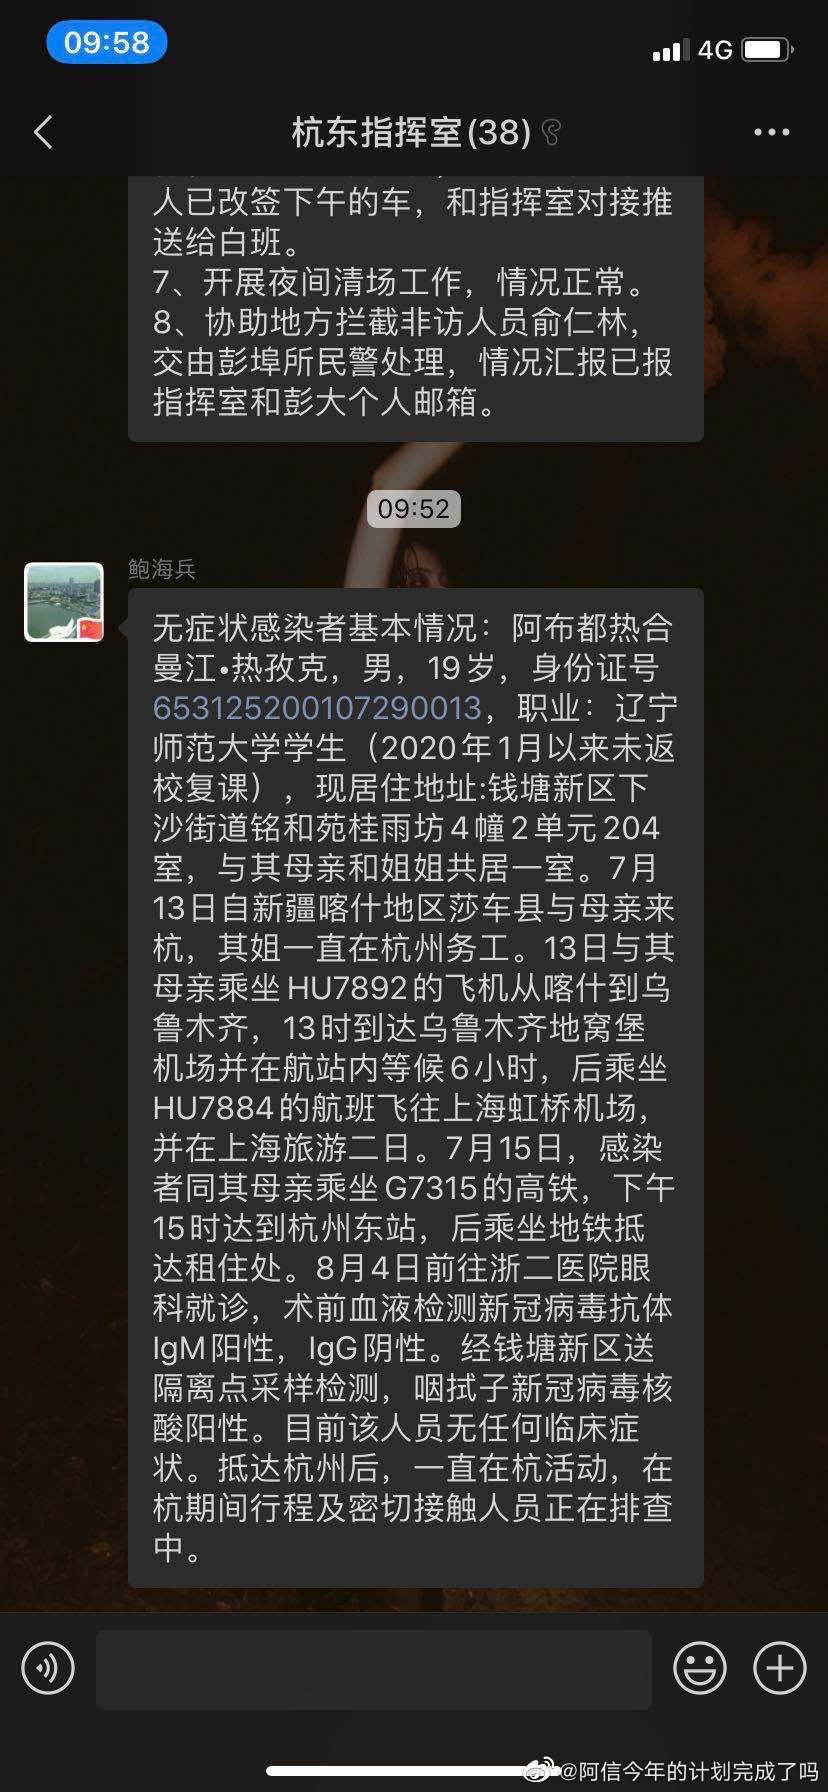 09:58
4G
杭东指挥室(38)
人已改签下午的车，和指挥室对接推
送给白班。
7、开展夜间清场工作，情况正常。
8、协助地方拦截非访人员俞仁林，
交由彭埠所民警处理，情况汇报已报
指挥室和彭大个人邮箱。
09:52
鲍海兵
无症状感染者基本情况：阿布都热合
曼江•热孜克，男，19岁，身份证号
653125200107290013，职业：辽宁
师范大学学生（2020年1月以来未返
校复课），现居住地址:钱塘新区下
沙街道铭和苑桂雨坊4幢2单元204
室，与其母亲和姐姐共居一室。7月
13日自新疆喀什地区莎车县与母亲来
杭，其姐一直在杭州务工。13日与其
母亲乘坐HU7892的飞机从喀什到乌
鲁木齐，13时到达乌鲁木齐地窝堡
机场并在航站内等候6小时，后乘坐
HU7884的航班飞往上海虹桥机场，
并在上海旅游二日。7月15日，感染
者同其母亲乘坐G7315的高铁，下午
15时达到杭州东站，后乘坐地铁抵
达租住处。8月4日前往浙二医院眼
科就诊，术前血液检测新冠病毒抗体
IgM阳性，IgG阴性。经钱塘新区送
隔离点采样检测，咽拭子新冠病毒核
酸阳性。目前该人员无任何临床症
状。抵达杭州后，一直在杭活动，在
杭期间行程及密切接触人员正在排查
中。
@阿信今年的计划完成了吗